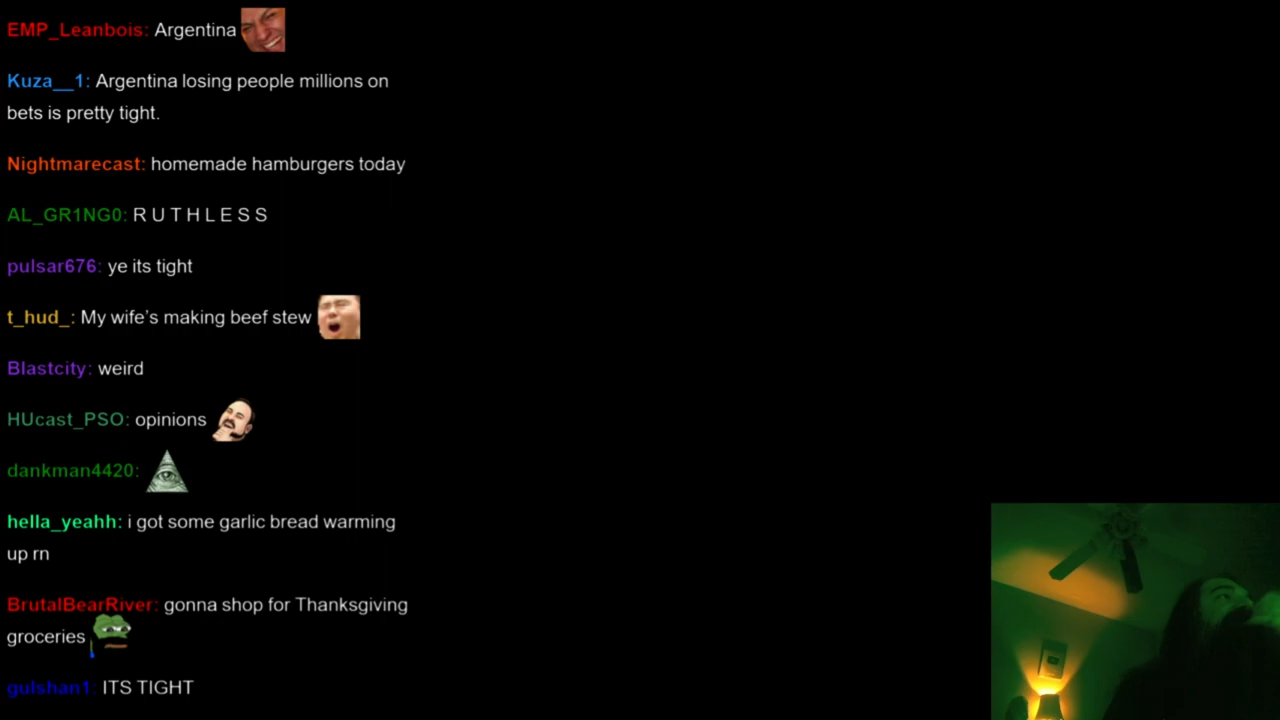 EMP_Leanbois: Argentina
Kuza__1: Argentina losing people millions on
bets is pretty tight.
Nightmarecast: homemade hamburgers today
AL_GR1NG0: R U T H L E S S
pulsar676: ye its tight
t_hud_: My wife's making beef stew
Blastcity: weird
HUcast_PSO: opinions
dankman4420:
hella_yeahh: i got some garlic bread warming
up rn
BrutalBearRiver: gonna shop for Thanksgiving
groceries
gulshan1: ITS TIGHT